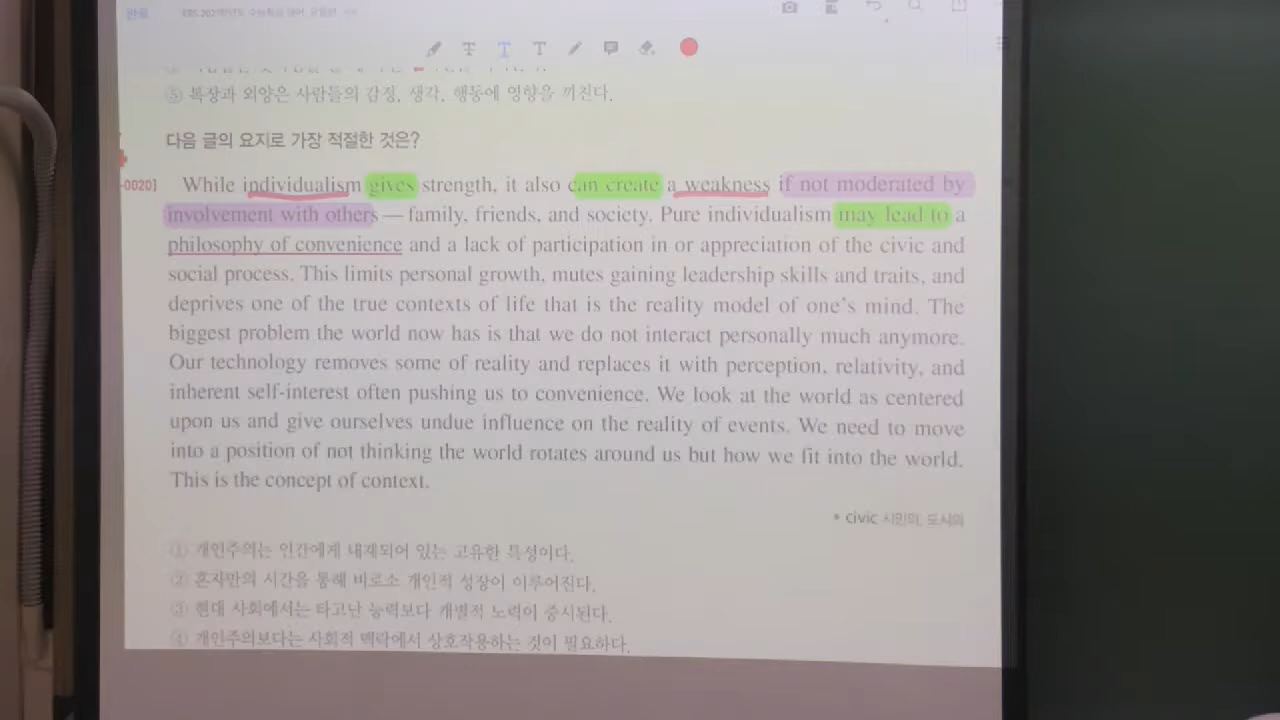 완료
⑤ 복장과 외양은 사람들의 감정, 생각, 행동에 영향을 끼친다.
다음 글의 요지로 가장 적절한 것은?
-0020]
While individualism gives strength, it also can create a weakness if not moderated by
involvement with others — family, friends, and society. Pure individualism may lead to a
philosophy of convenience and a lack of participation in or appreciation of the civic and
social process. This limits personal growth, mutes gaining leadership skills and traits, and
deprives one of the true contexts of life that is the reality model of one's mind. The
biggest problem the world now has is that we do not interact personally much anymore.
Our technology removes some of reality and replaces it with perception, relativity, and
inherent self-interest often pushing us to convenience. We look at the world as centered
upon us and give ourselves undue influence on the reality of events. We need to move
into a position of not thinking the world rotates around us but how we fit into the world.
This is the concept of context.
* civic 시민의, 도시의
① 개인주의는 인간에게 내재되어 있는 고유한 특성이다.
② 혼자만의 시간을 통해 비로소 개인적 성장이 이루어진다.
③ 현대 사회에서는 타고난 능력보다 개별적 노력이 중시된다.
④ 개인주의보다는 사회적 맥락에서 상호작용하는 것이 필요하다.